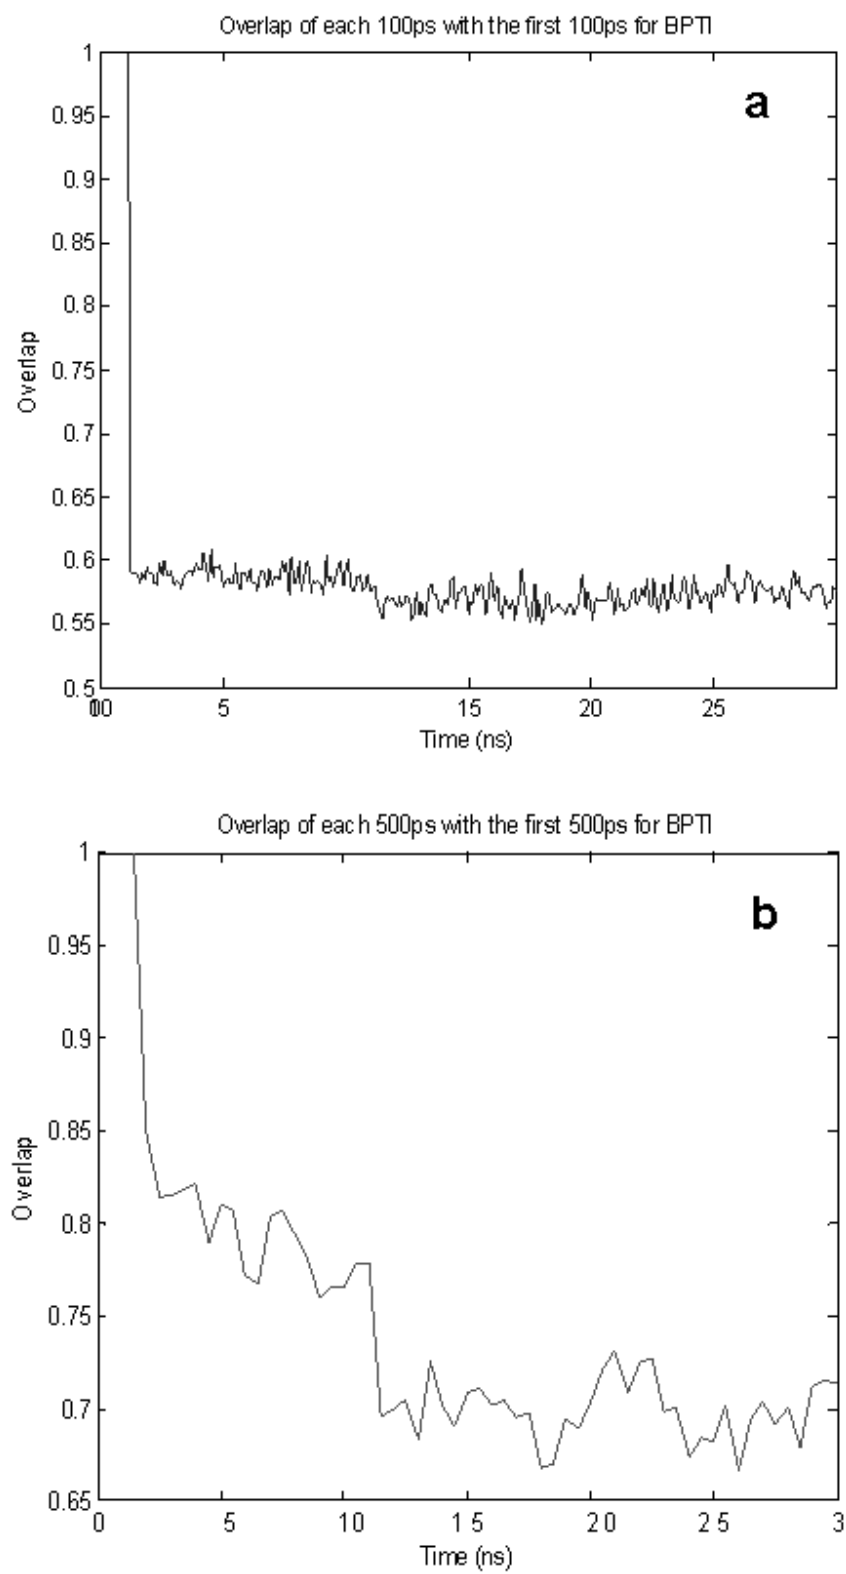 Overlap of each 100ps with the first 100ps for BPTI
a
1
0.95
0.9
0.85
0.8
0.75
0.7
0.65
0.6
0.55
0.5
Overlap
00 5 15 20 25
Time (ns)
Overlap of each 500ps with the first 500ps for BPTI
b
1
0.95
0.9
0.85
0.8
0.75
0.7
0.65
Overlap
0 5 10 15 20 25 3
Time (ns)